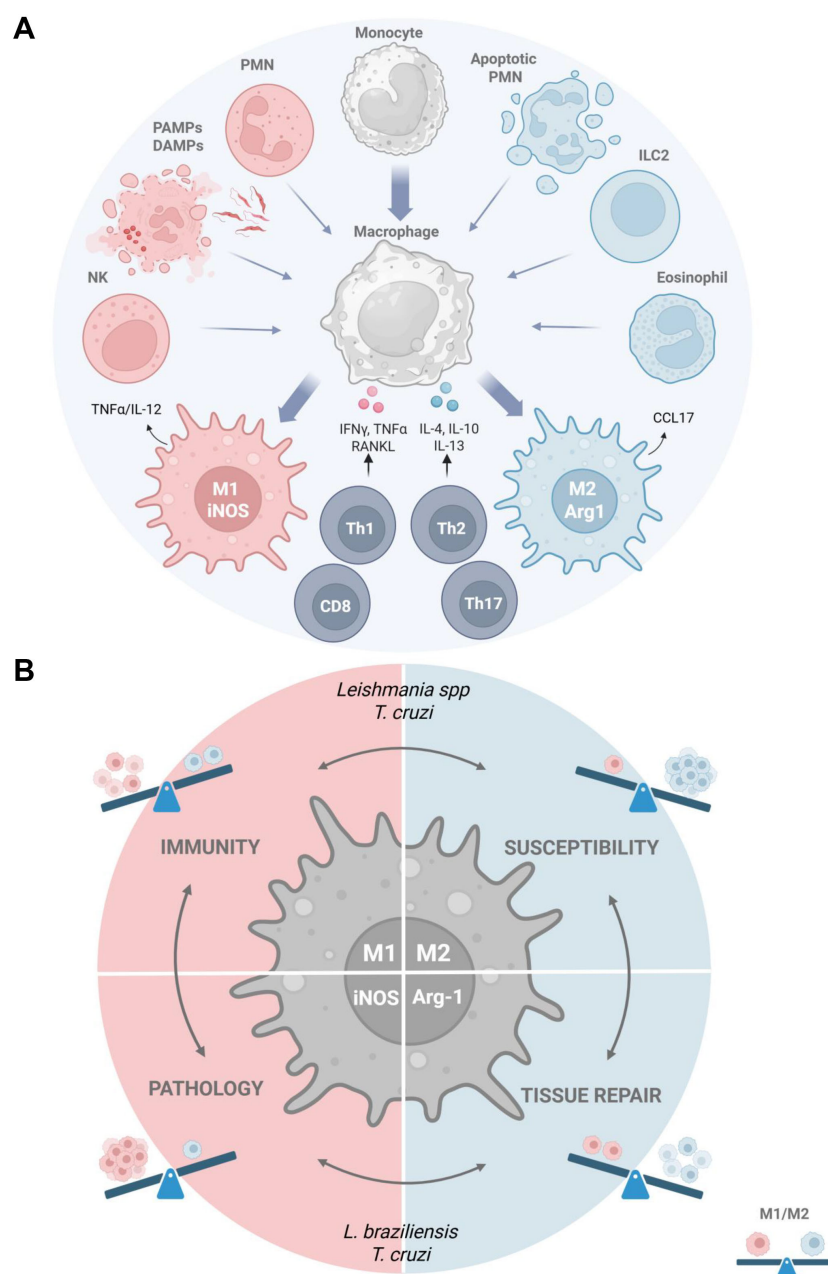 A
Monocyte
PMN
Apoptotic
PMN
PAMPs
DAMPs
ILC2
Macrophage
NK
Eosinophil
TNFα/IL-12
IFNγ, TNFα
RANKL
IL-4, IL-10
IL-13
CCL17
M1
iNOS
M2
Arg1
Th1
Th2
CD8
Th17
B
Leishmania spp
T. cruzi
IMMUNITY
SUSCEPTIBILITY
M1
M2
iNOS
Arg-1
PATHOLOGY
TISSUE REPAIR
L. braziliensis
T. cruzi
M1/M2